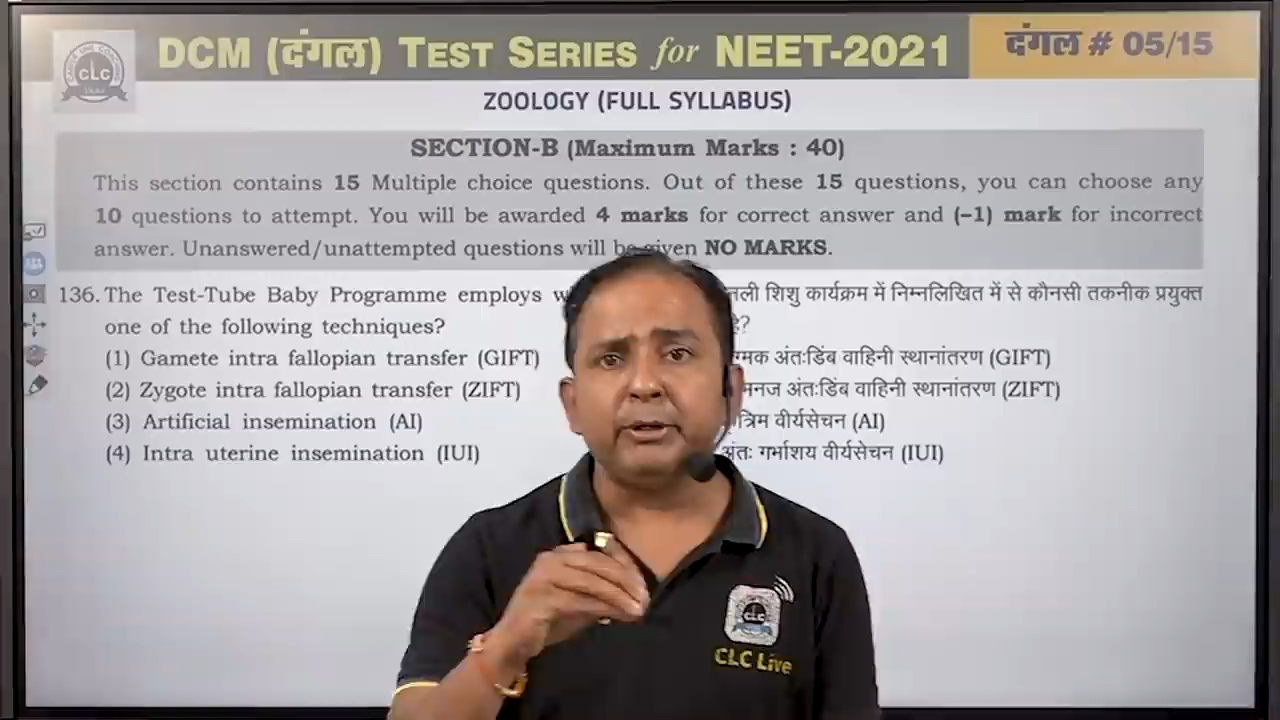 DCM (दंगल) TEST SERIES for NEET-2021
दंगल # 05/15
CLC
ZOOLOGY (FULL SYLLABUS)
SECTION-B (Maximum Marks : 40)
This section contains 15 Multiple choice questions. Out of these 15 questions, you can choose any
10 questions to attempt. You will be awarded 4 marks for correct answer and (–1) mark for incorrect
answer. Unanswered/unattempted questions will be given NO MARKS.
136. The Test-Tube Baby Programme employs
one of the following techniques?
(1) Gamete intra fallopian transfer (GIFT)
(2) Zygote intra fallopian transfer (ZIFT)
(3) Artificial insemination (AI)
(4) Intra uterine insemination (IUI)
शिशु कार्यक्रम में निम्नलिखित में से कौनसी तकनीक प्रयुक्त
है?
अंतःडिंब वाहिनी स्थानांतरण (GIFT)
अंतःडिंब वाहिनी स्थानांतरण (ZIFT)
वीर्यसेचन (AI)
अंतः गर्भाशय वीर्यसेचन (IUI)
CLC
CLC Live